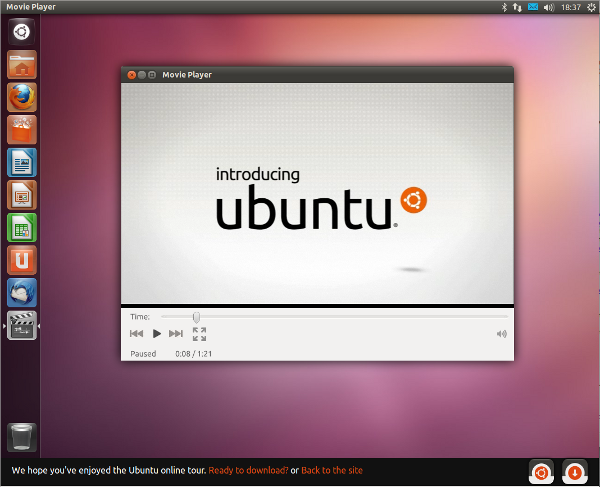 Movie Player
18:37
Movie Player
introducing
ubuntu
Time:
Paused 0:08 / 1:21
We hope you've enjoyed the Ubuntu online tour. Ready to download? or Back to the site